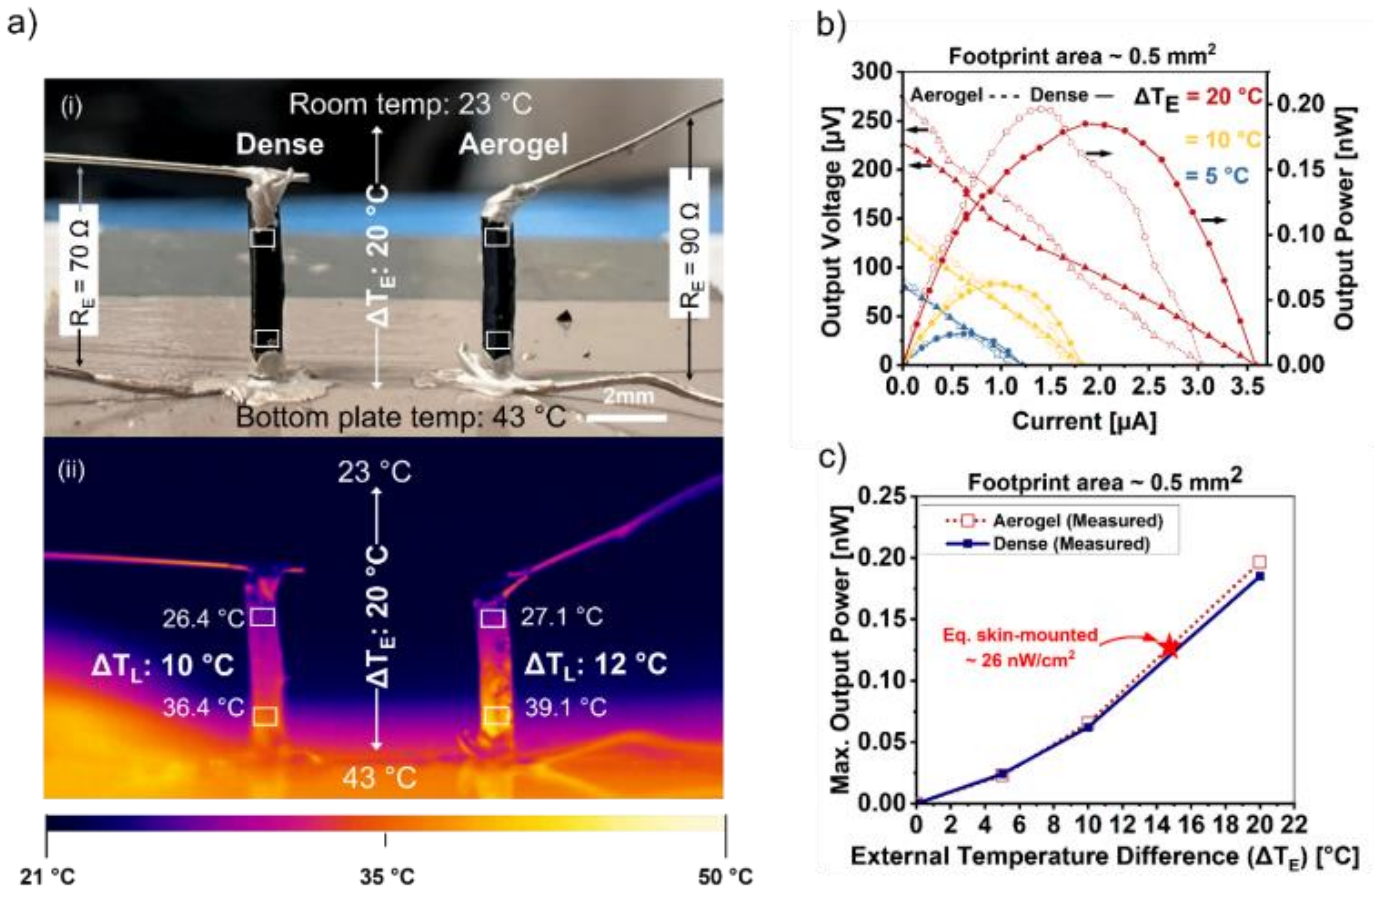 a)
(i)
Room temp: 23 °C
Dense
Aerogel
R_E = 70 Ω
ΔT_E: 20 °C
R_E = 90 Ω
2mm
Bottom plate temp: 43 °C
(ii)
23 °C
26.4 °C
27.1 °C
ΔT_E: 20 °C
ΔT_L: 10 °C
ΔT_L: 12 °C
36.4 °C
39.1 °C
43 °C
21 °C
35 °C
50 °C
b)
Footprint area ~ 0.5 mm²
Aerogel --- Dense —
ΔT_E = 20 °C
= 10 °C
= 5 °C
Output Voltage [µV]
300
250
200
150
100
50
0
Output Power [nW]
0.20
0.15
0.10
0.05
0.00
0.0 0.5 1.0 1.5 2.0 2.5 3.0 3.5
Current [µA]
c)
Footprint area ~ 0.5 mm²
Max. Output Power [nW]
0.25
0.20
0.15
0.10
0.05
0.00
Aerogel (Measured)
Dense (Measured)
Eq. skin-mounted
~ 26 nW/cm²
0 2 4 6 8 10 12 14 16 18 20 22
External Temperature Difference (ΔT_E) [°C]